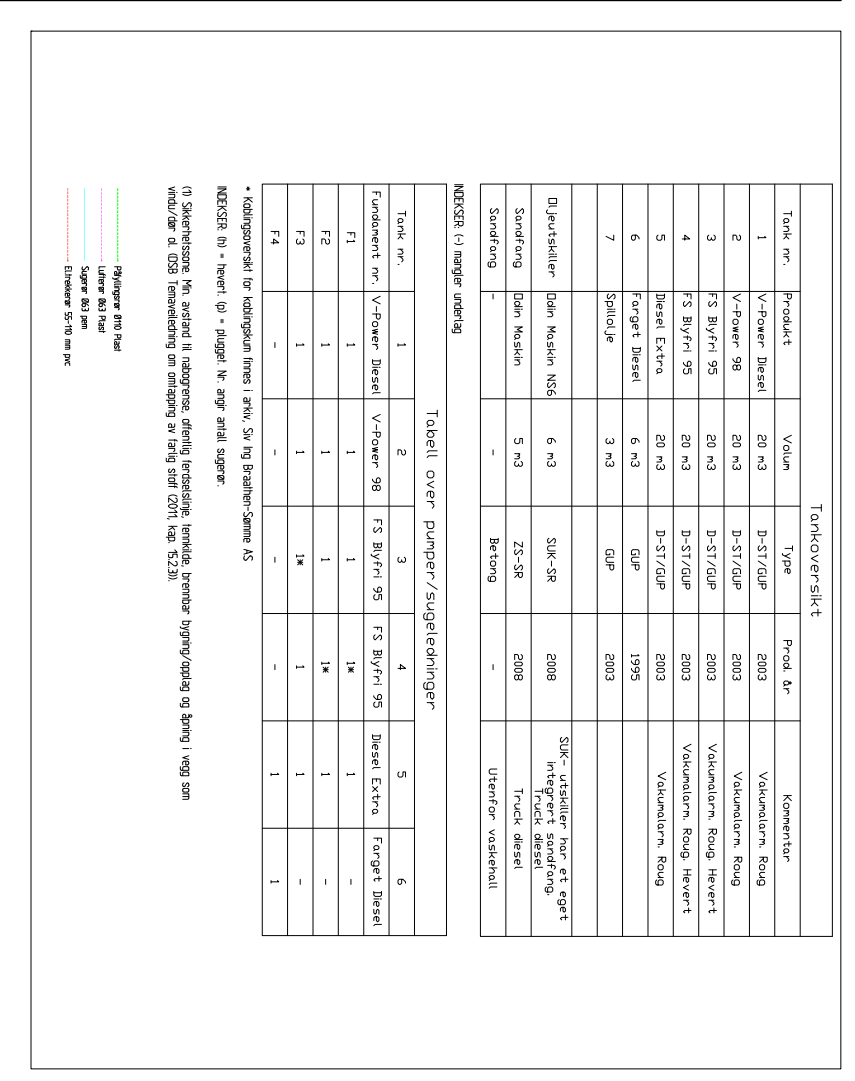 Tankoversikt
Tank nr. Produkt Volum Type Prod. år Kommentar
1 V-Power Diesel 20 m3 D-ST/GUP 2003 Vakumalarm. Roug
2 V-Power 98 20 m3 D-ST/GUP 2003 Vakumalarm. Roug
3 FS Blyfri 95 20 m3 D-ST/GUP 2003 Vakumalarm. Roug. Hevert
4 FS Blyfri 95 20 m3 D-ST/GUP 2003 Vakumalarm. Roug. Hevert
5 Diesel Extra 20 m3 D-ST/GUP 2003 Vakumalarm. Roug
6 Farget Diesel 6 m3 GUP 1995
7 Spillolje 3 m3 GUP 2003
Oljeutskiller Odin Maskin NS6 6 m3 SUK-SR 2008 SUK- utskiller har et eget
integrert sandfang.
Truck diesel
Sandfang Odin Maskin 5 m3 ZS-SR 2008 Truck diesel
Sandfang - - Betong - Utenfor vaskehall
INDEKSER: (-) mangler underlag
Tabell over pumper/sugeledninger
Tank nr. 1 2 3 4 5 6
Fundament nr. V-Power Diesel V-Power 98 FS Blyfri 95 FS Blyfri 95 Diesel Extra Farget Diesel
F1 1 1 1 1* 1 -
F2 1 1 1 1* 1 -
F3 1 1 1* 1 1 -
F4 - - - - 1 1
* Koblingsoversikt for koblingskum finnes i arkiv, Siv Ing Braathen-Sømme AS
INDEKSER: (h) = hevert. (p) = plugget. Nr. angir antall sugerør.
(1) Sikkerhetssone. Min. avstand til nabogrense, offentlig ferdselslinje, tennkilde, brennbar bygning/opplag og åpning i vegg som
vindu/dør ol. (DSB Temaveiledning om omtapping av farlig stoff (2011, kap. 15.2.3)).
Påfyllingsrør Ø110 Plast
Lufterør Ø63 Plast
Sugerør Ø63 pem
El.trekkerør 55-110 mm pvc